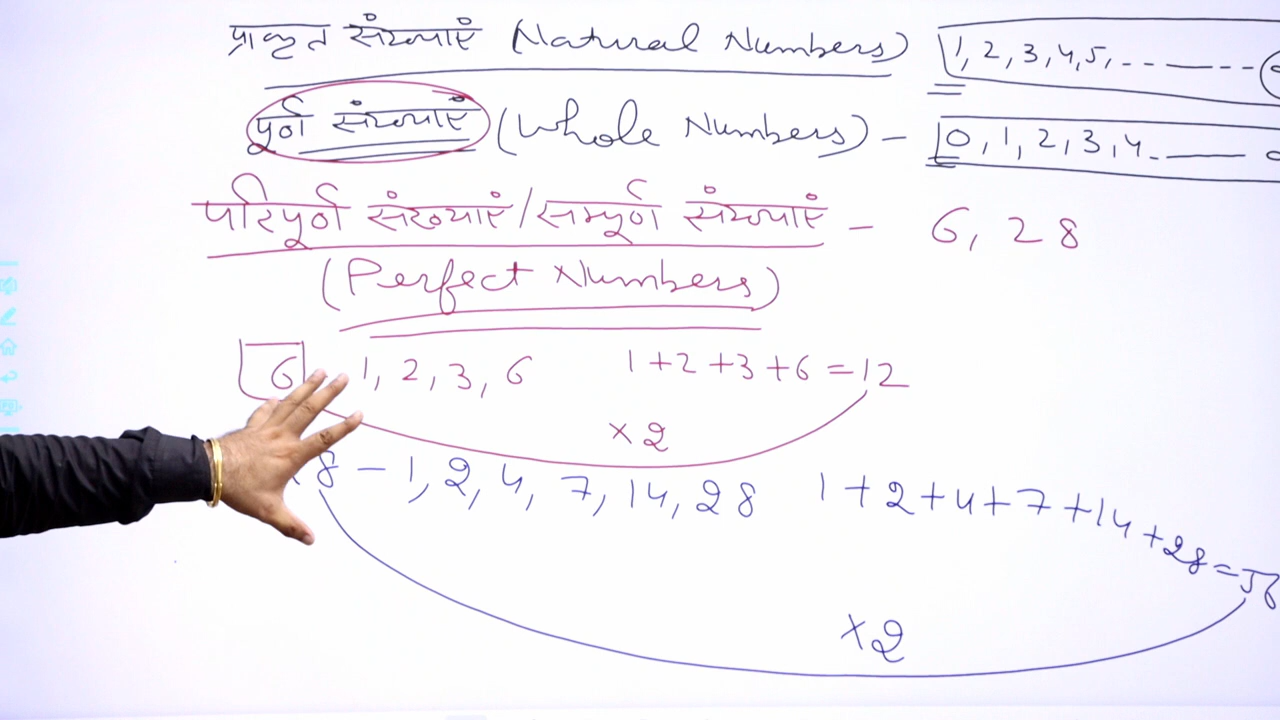 प्राकृत संख्याएं (Natural Numbers) 1, 2, 3, 4, 5, - - - - - - -
पूर्ण संख्याएं (Whole Numbers) - 0, 1, 2, 3, 4 - ——
परिपूर्ण संख्याएं/सम्पूर्ण संख्याएं - 6, 28
(Perfect Numbers)
6 1, 2, 3, 6 1+2+3+6=12
×2
8 - 1, 2, 4, 7, 14, 28 1+2+4+7+14+28=56
×2